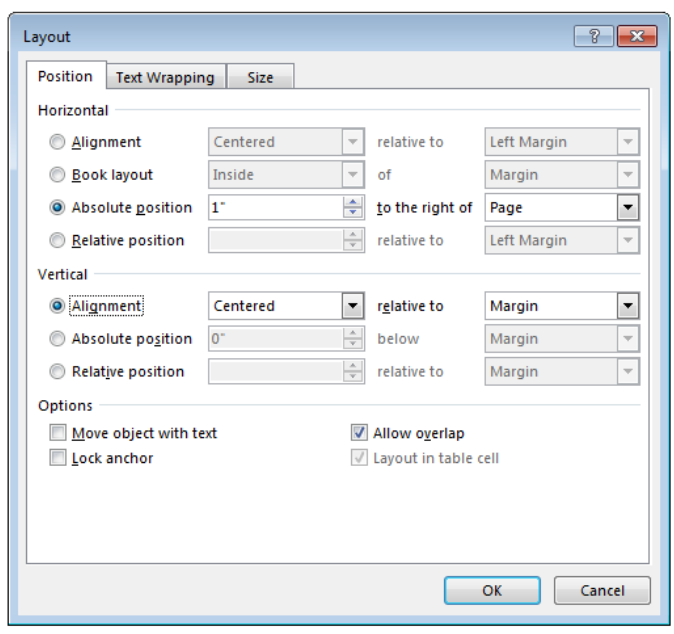 Layout
Position Text Wrapping Size
Horizontal
Alignment Centered relative to Left Margin
Book layout Inside of Margin
Absolute position 1" to the right of Page
Relative position relative to Left Margin
Vertical
Alignment Centered relative to Margin
Absolute position 0" below Margin
Relative position relative to Margin
Options
Move object with text Allow overlap
Lock anchor Layout in table cell
OK Cancel